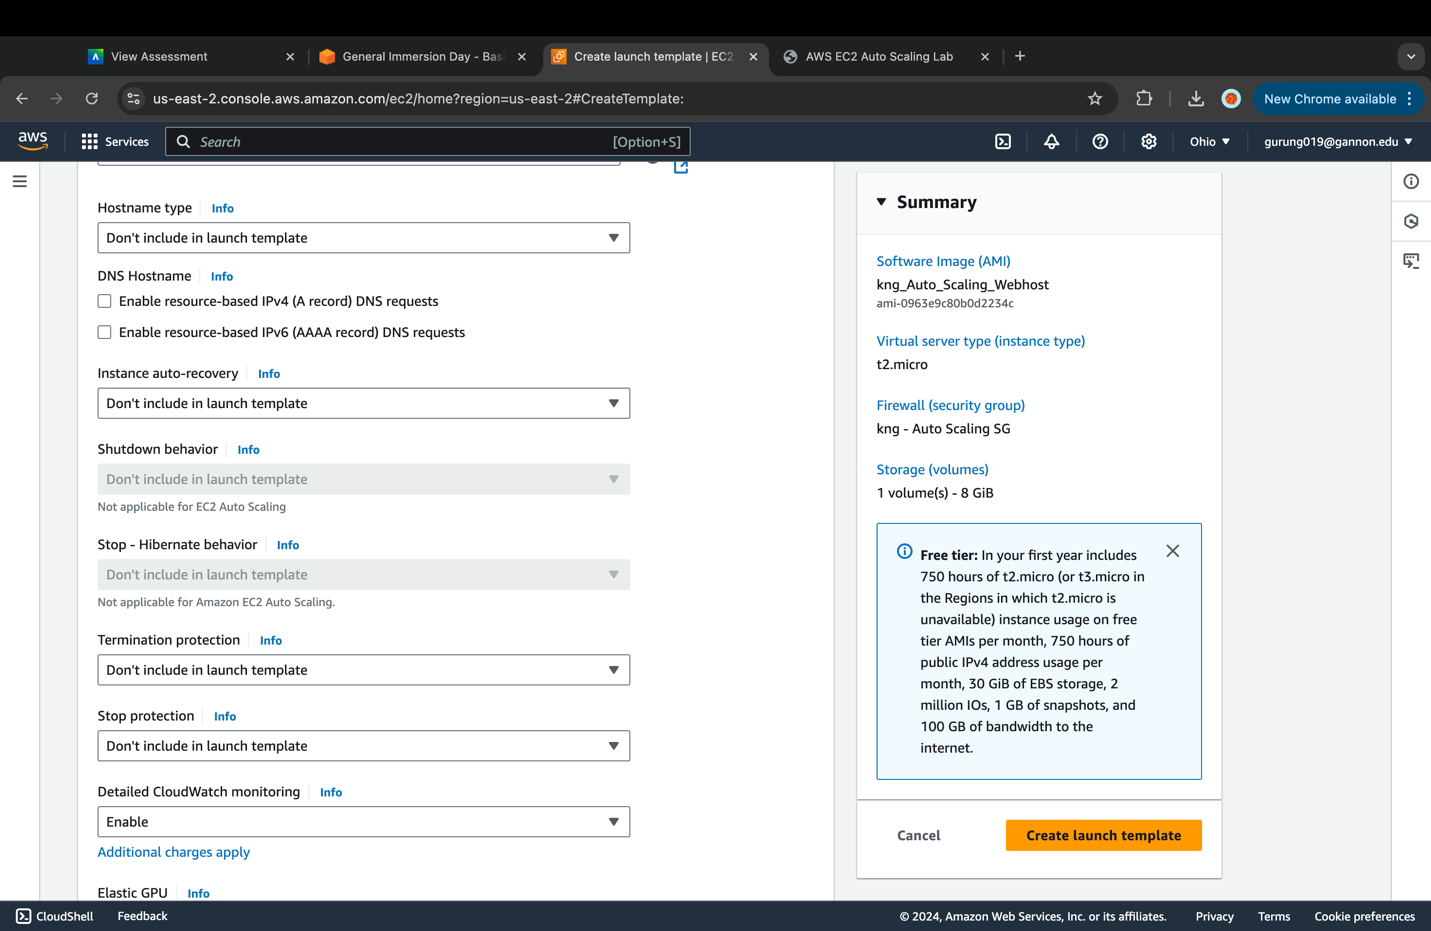 View Assessment
General Immersion Day - Bas
Create launch template | EC2
AWS EC2 Auto Scaling Lab
us-east-2.console.aws.amazon.com/ec2/home?region=us-east-2#CreateTemplate:
New Chrome available
aws
Services
Search
[Option+S]
Ohio
gurung019@gannon.edu
Hostname type
Info
Don't include in launch template
DNS Hostname
Info
Enable resource-based IPv4 (A record) DNS requests
Enable resource-based IPv6 (AAAA record) DNS requests
Instance auto-recovery
Info
Don't include in launch template
Shutdown behavior
Info
Don't include in launch template
Not applicable for EC2 Auto Scaling
Stop - Hibernate behavior
Info
Don't include in launch template
Not applicable for Amazon EC2 Auto Scaling.
Termination protection
Info
Don't include in launch template
Stop protection
Info
Don't include in launch template
Detailed CloudWatch monitoring
Info
Enable
Additional charges apply
Elastic GPU
Info
Summary
Software Image (AMI)
kng_Auto_Scaling_Webhost
ami-0963e9c80b0d2234c
Virtual server type (instance type)
t2.micro
Firewall (security group)
kng - Auto Scaling SG
Storage (volumes)
1 volume(s) - 8 GiB
Free tier: In your first year includes
750 hours of t2.micro (or t3.micro in
the Regions in which t2.micro is
unavailable) instance usage on free
tier AMIs per month, 750 hours of
public IPv4 address usage per
month, 30 GiB of EBS storage, 2
million IOs, 1 GB of snapshots, and
100 GB of bandwidth to the
internet.
Cancel
Create launch template
CloudShell
Feedback
© 2024, Amazon Web Services, Inc. or its affiliates.
Privacy
Terms
Cookie preferences